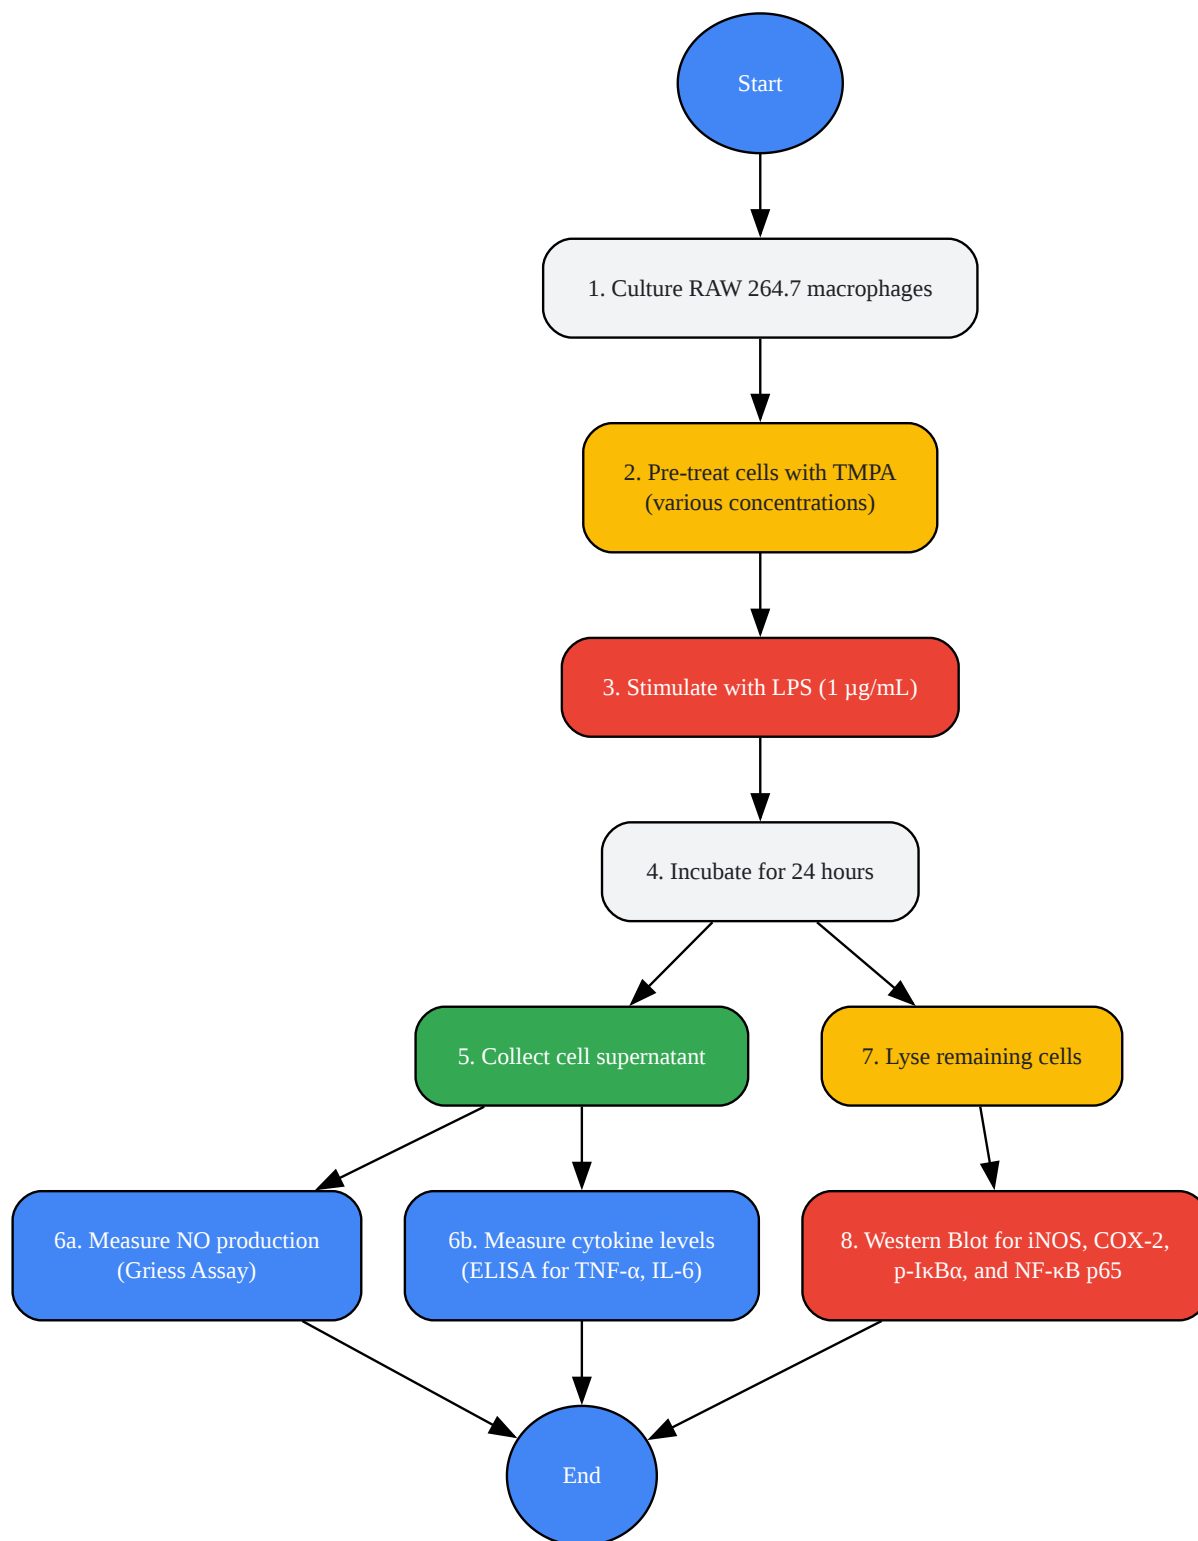 Start
1. Culture RAW 264.7 macrophages
2. Pre-treat cells with TMPA
(various concentrations)
3. Stimulate with LPS (1 µg/mL)
4. Incubate for 24 hours
5. Collect cell supernatant
7. Lyse remaining cells
6a. Measure NO production
(Griess Assay)
6b. Measure cytokine levels
(ELISA for TNF-α, IL-6)
8. Western Blot for iNOS, COX-2,
p-IκBα, and NF-κB p65
End